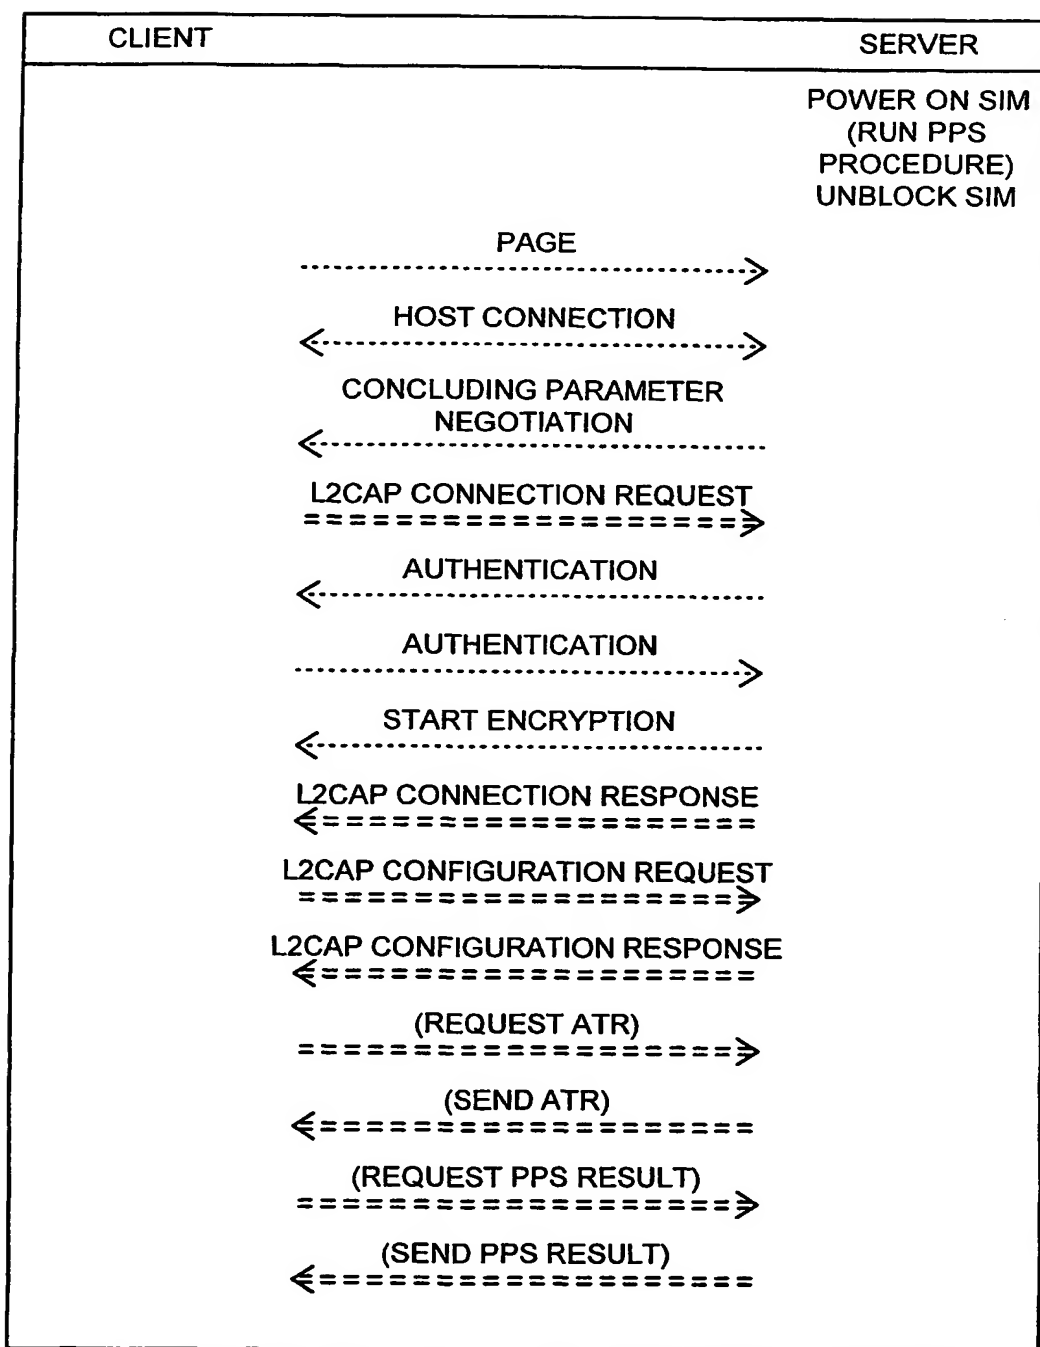 CLIENT
SERVER
POWER ON SIM
(RUN PPS
PROCEDURE)
UNBLOCK SIM
PAGE
HOST CONNECTION
CONCLUDING PARAMETER
NEGOTIATION
L2CAP CONNECTION REQUEST
AUTHENTICATION
AUTHENTICATION
START ENCRYPTION
L2CAP CONNECTION RESPONSE
L2CAP CONFIGURATION REQUEST
L2CAP CONFIGURATION RESPONSE
(REQUEST ATR)
(SEND ATR)
(REQUEST PPS RESULT)
(SEND PPS RESULT)